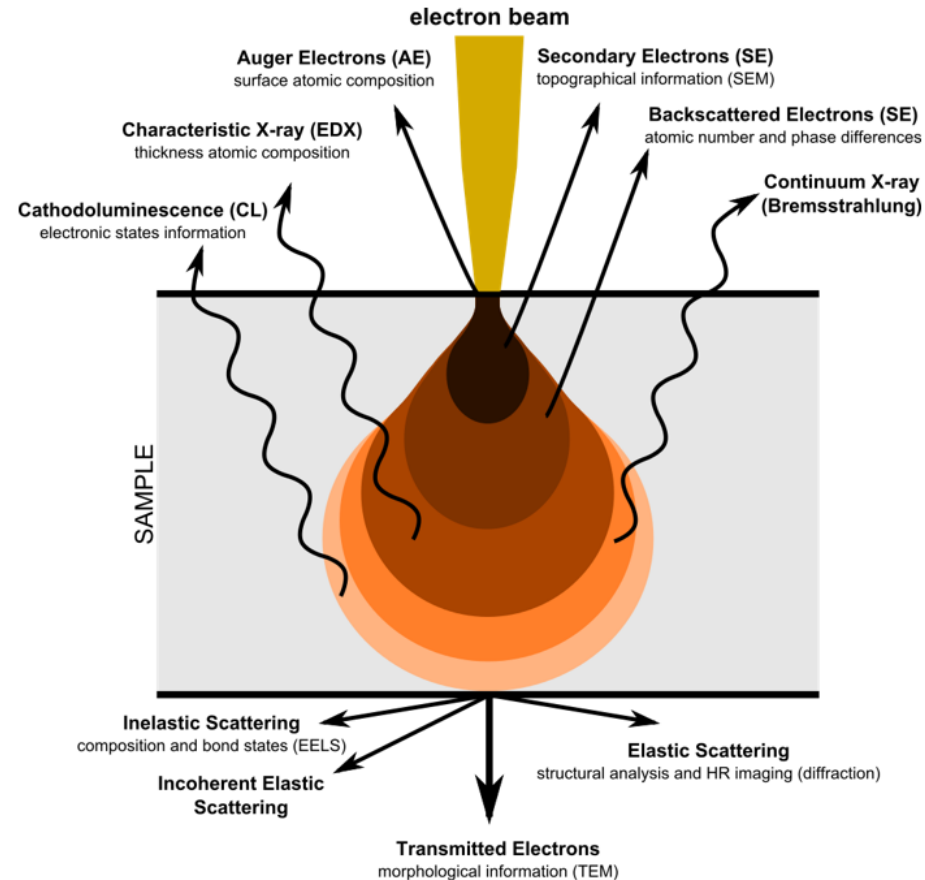 electron beam
Auger Electrons (AE)
surface atomic composition
Secondary Electrons (SE)
topographical information (SEM)
Characteristic X-ray (EDX)
thickness atomic composition
Backscattered Electrons (SE)
atomic number and phase differences
Cathodoluminescence (CL)
electronic states information
Continuum X-ray
(Bremsstrahlung)
SAMPLE
Inelastic Scattering
composition and bond states (EELS)
Incoherent Elastic
Scattering
Elastic Scattering
structural analysis and HR imaging (diffraction)
Transmitted Electrons
morphological information (TEM)